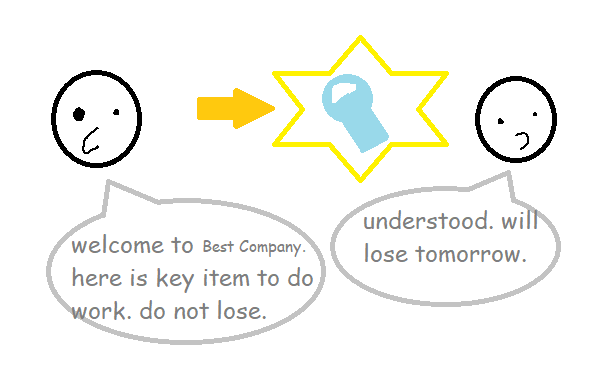 welcome to Best Company.
here is key item to do
work. do not lose.
understood. will
lose tomorrow.